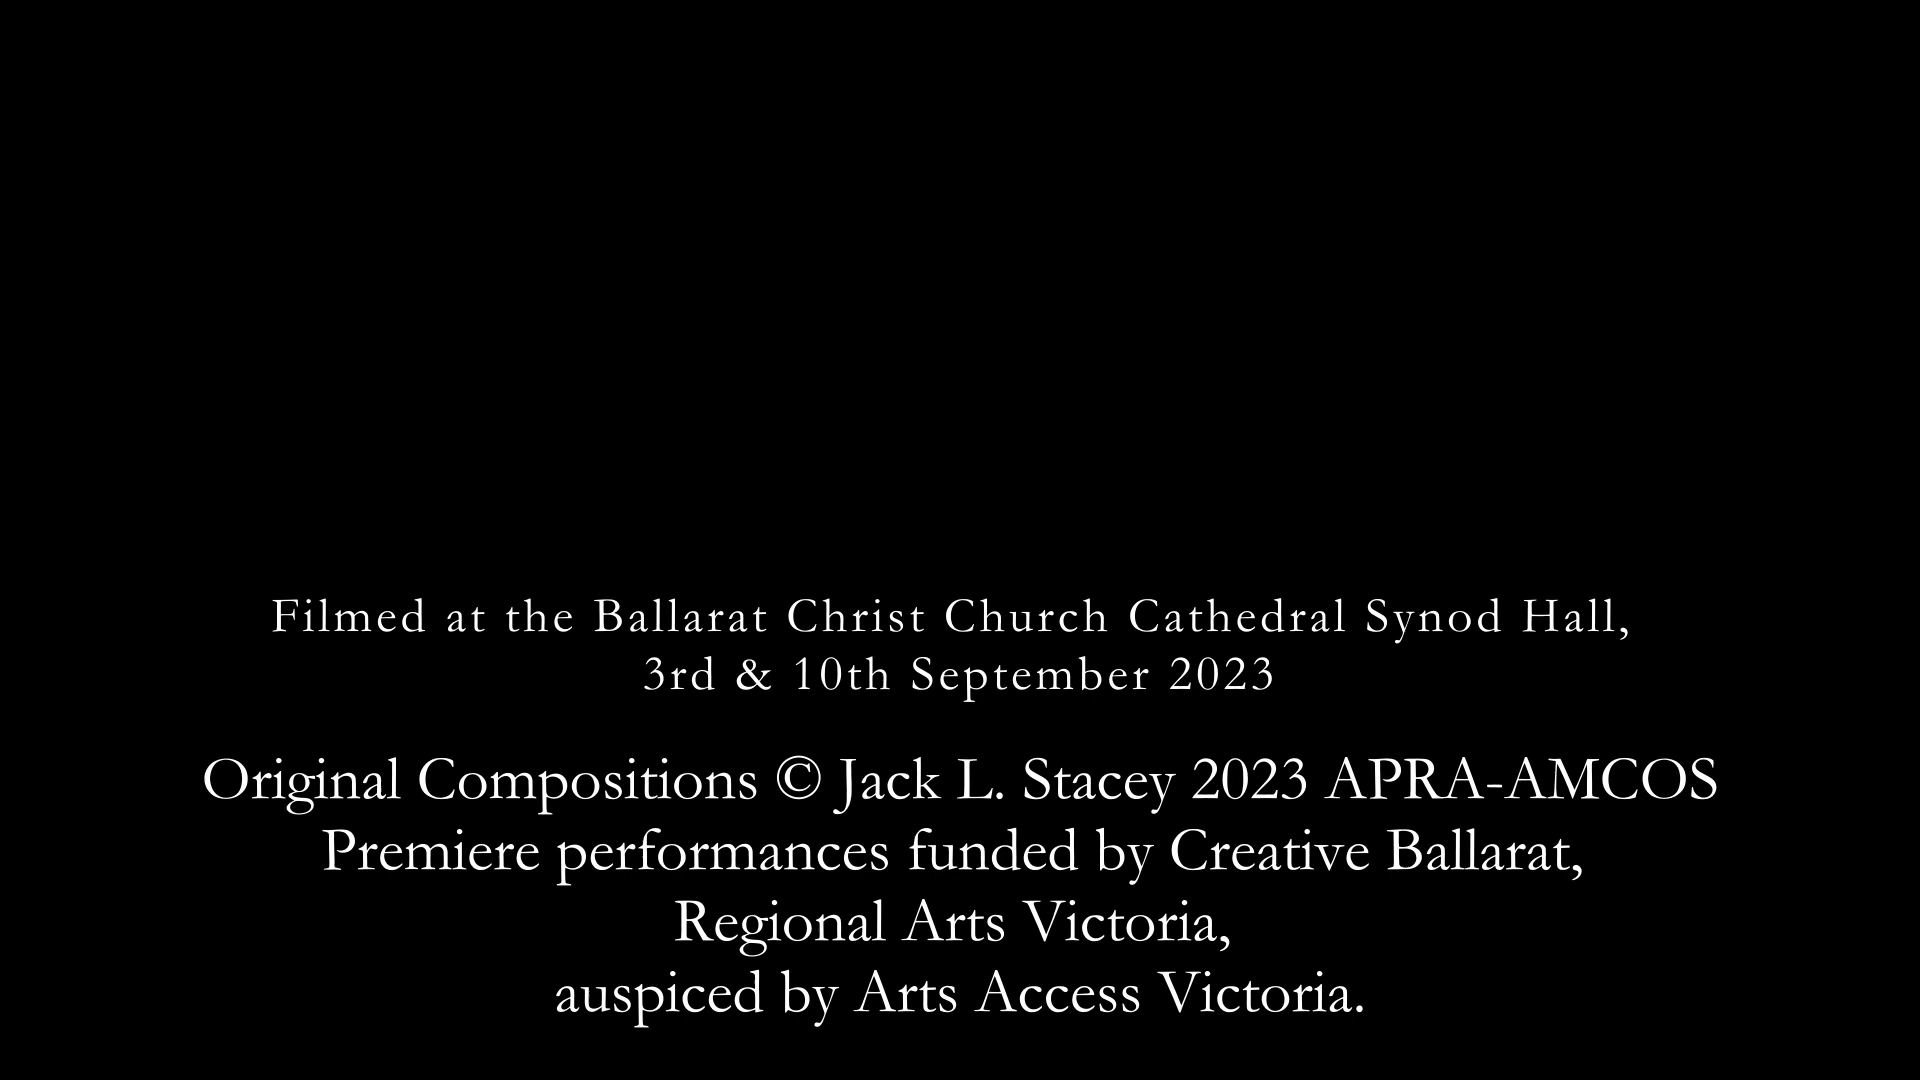 Filmed at the Ballarat Christ Church Cathedral Synod Hall,
3rd & 10th September 2023
Original Compositions © Jack L. Stacey 2023 APRA-AMCOS
Premiere performances funded by Creative Ballarat,
Regional Arts Victoria,
auspiced by Arts Access Victoria.